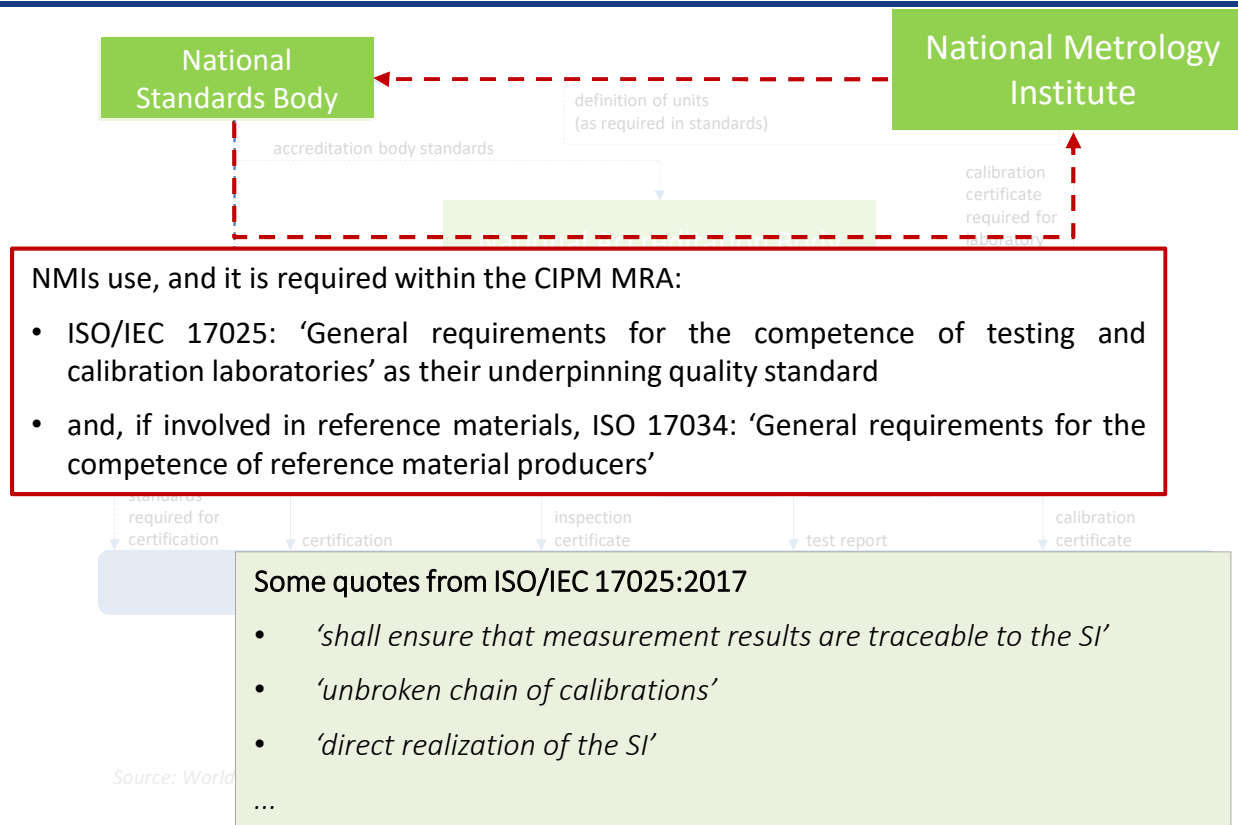 National
Standards Body
National Metrology
Institute
definition of units
(as required in standards)
accreditation body standards
calibration
certificate
required for
laboratory
NMIs use, and it is required within the CIPM MRA:
• ISO/IEC 17025: ‘General requirements for the competence of testing and
calibration laboratories’ as their underpinning quality standard
• and, if involved in reference materials, ISO 17034: ‘General requirements for the
competence of reference material producers’
standards
required for
certification
certification
inspection
certificate
test report
calibration
certificate
Some quotes from ISO/IEC 17025:2017
• ‘shall ensure that measurement results are traceable to the SI’
• ‘unbroken chain of calibrations’
• ‘direct realization of the SI’
Source: World
...